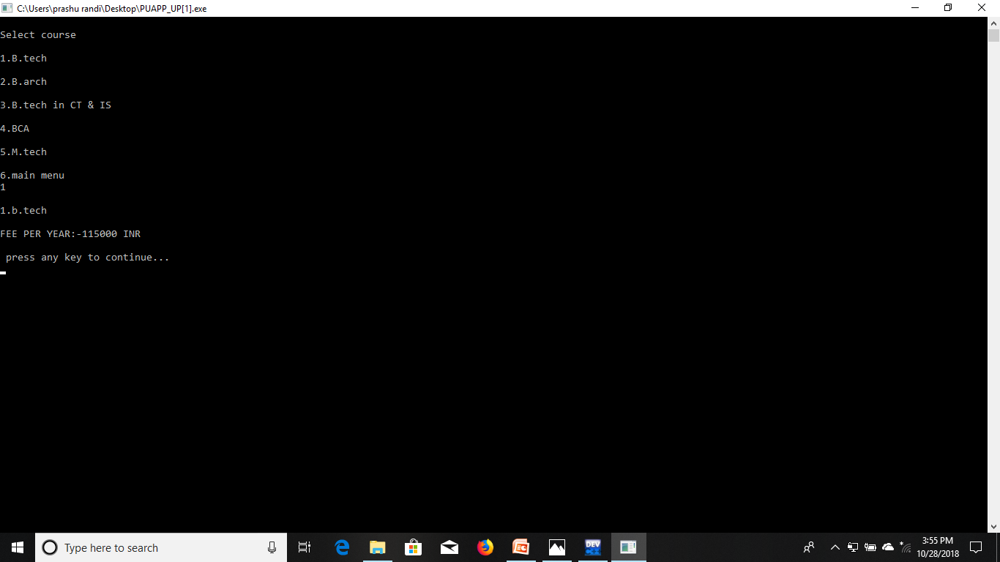 C:\Users\prashu randi\Desktop\PUAPP_UP[1].exe
Select course
1.B.tech
2.B.arch
3.B.tech in CT & IS
4.BCA
5.M.tech
6.main menu
1
1.b.tech
FEE PER YEAR:-115000 INR
press any key to continue...
Type here to search
DEV
3:55 PM
10/28/2018